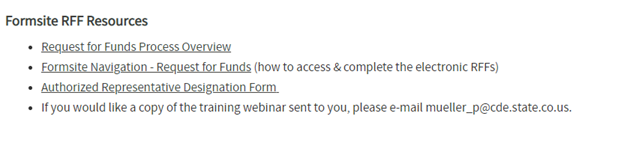 Formsite RFF Resources
Request for Funds Process Overview
Formsite Navigation - Request for Funds (how to access & complete the electronic RFFs)
Authorized Representative Designation Form
If you would like a copy of the training webinar sent to you, please e-mail mueller_p@cde.state.co.us.